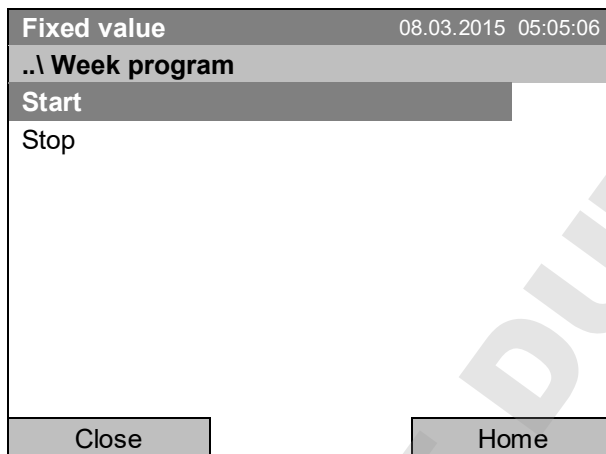 Fixed value 08.03.2015 05:05:06
..\ Week program
Start
Stop
Close Home